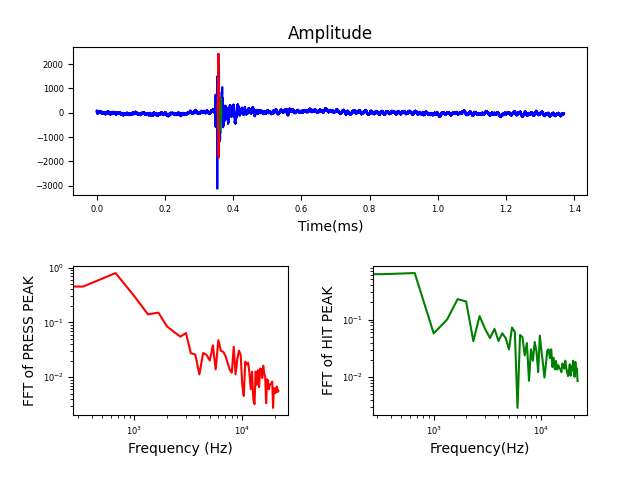 Amplitude
2000
1000
0
−1000
−2000
−3000
0.0 0.2 0.4 0.6 0.8 1.0 1.2 1.4
Time(ms)
FFT of PRESS PEAK
10⁰
10⁻¹
10⁻²
10³ 10⁴
Frequency (Hz)
FFT of HIT PEAK
10⁻¹
10⁻²
10³ 10⁴
Frequency(Hz)